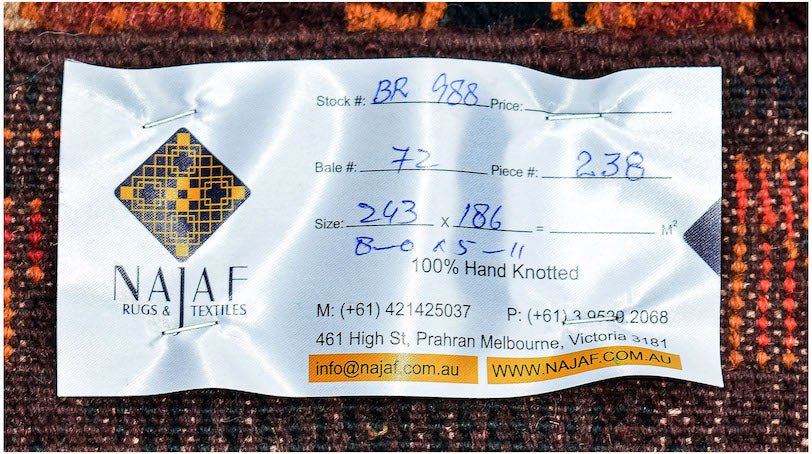 Stock #: BR 988 Price:
Bale #: 72 Piece #: 238
Size: 243 x 186 = M²
8-0 x 5-11
100% Hand Knotted
NAJAF
RUGS & TEXTILES
M: (+61) 421425037 P: (+61) 3 9530 2068
461 High St, Prahran Melbourne, Victoria 3181
info@najaf.com.au WWW.NAJAF.COM.AU